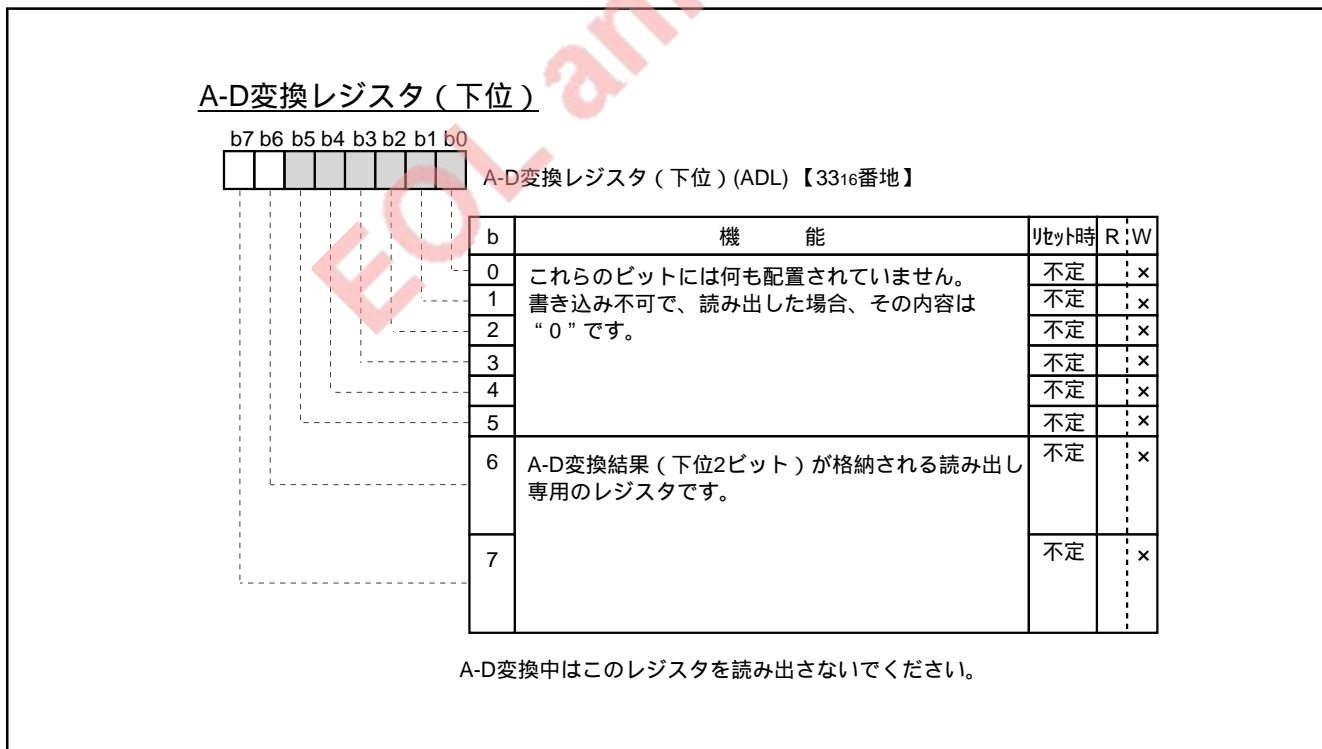 EOL an
A-D変換レジスタ（下位）
b7 b6 b5 b4 b3 b2 b1 b0
A-D変換レジスタ（下位）(ADL)【3316番地】
b 機 能 リセット時 R W
0 これらのビットには何も配置されていません。 不定 ×
1 書き込み不可で、読み出した場合、その内容は 不定 ×
2 “０”です。 不定 ×
3 不定 ×
4 不定 ×
5 不定 ×
6 A-D変換結果（下位2ビット）が格納される読み出し 不定 ×
専用のレジスタです。
7 不定 ×
A-D変換中はこのレジスタを読み出さないでください。